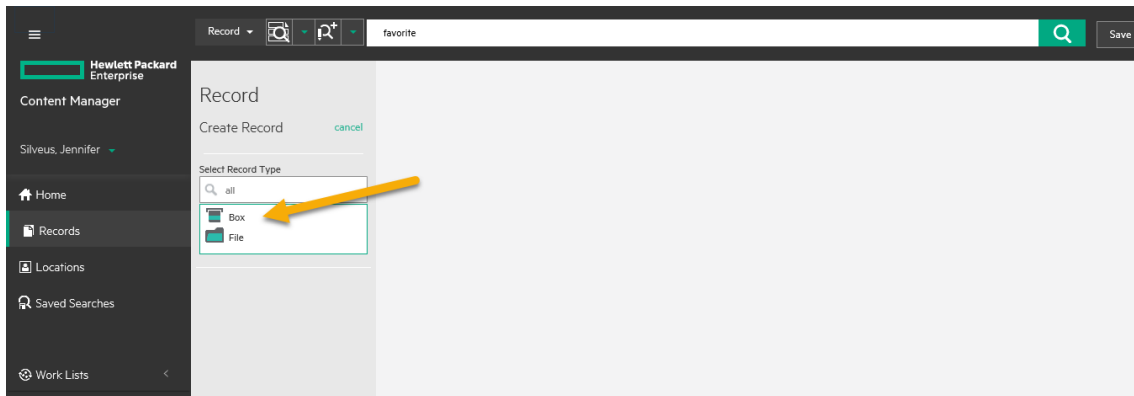 Record
favorite
Save
Hewlett Packard
Enterprise
Content Manager
Silveus, Jennifer
Home
Records
Locations
Saved Searches
Work Lists
Record
Create Record cancel
Select Record Type
all
Box
File